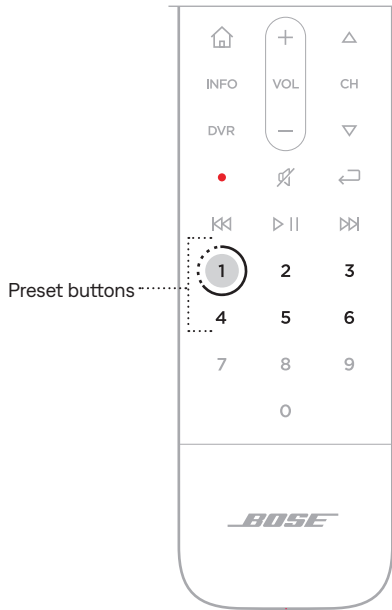 INFO VOL CH
DVR
1 2 3
Preset buttons
4 5 6
7 8 9
0
BOSE